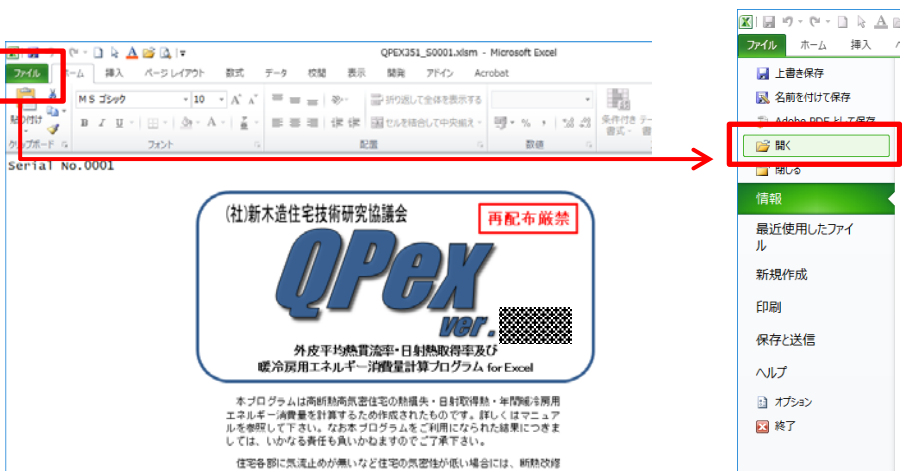 QPEX351_S0001.xlsm - Microsoft Excel
ファイル ホーム 挿入 ページレイアウト 数式 データ 校閲 表示 開発 アドイン Acrobat
MS ゴシック 10 A A 折り返して全体を表示する
貼り付け B I U A セルを結合して中央揃え % , 条件付き
書式
クリップボード フォント 配置 数値
Serial No.0001
(社)新木造住宅技術研究協議会
再配布厳禁
QPex
ver.
外皮平均熱貫流率・日射熱取得率及び
暖冷房用エネルギー消費量計算プログラム for Excel
本プログラムは高断熱高気密住宅の熱損失・日射取得熱・年間暖冷房用
エネルギー消費量を計算するため作成されたものです。詳しくはマニュア
ルを参照して下さい。なお本プログラムをご利用になられた結果につきま
しては、いかなる責任も負いかねますのでご了承下さい。
住宅各部に気流止めが無いなど住宅の気密性が低い場合には、断熱改修
ファイル ホーム 挿入
上書き保存
名前を付けて保存
Adobe PDF として保存
開く
閉じる
情報
最近使用したファイ
ル
新規作成
印刷
保存と送信
ヘルプ
オプション
終了